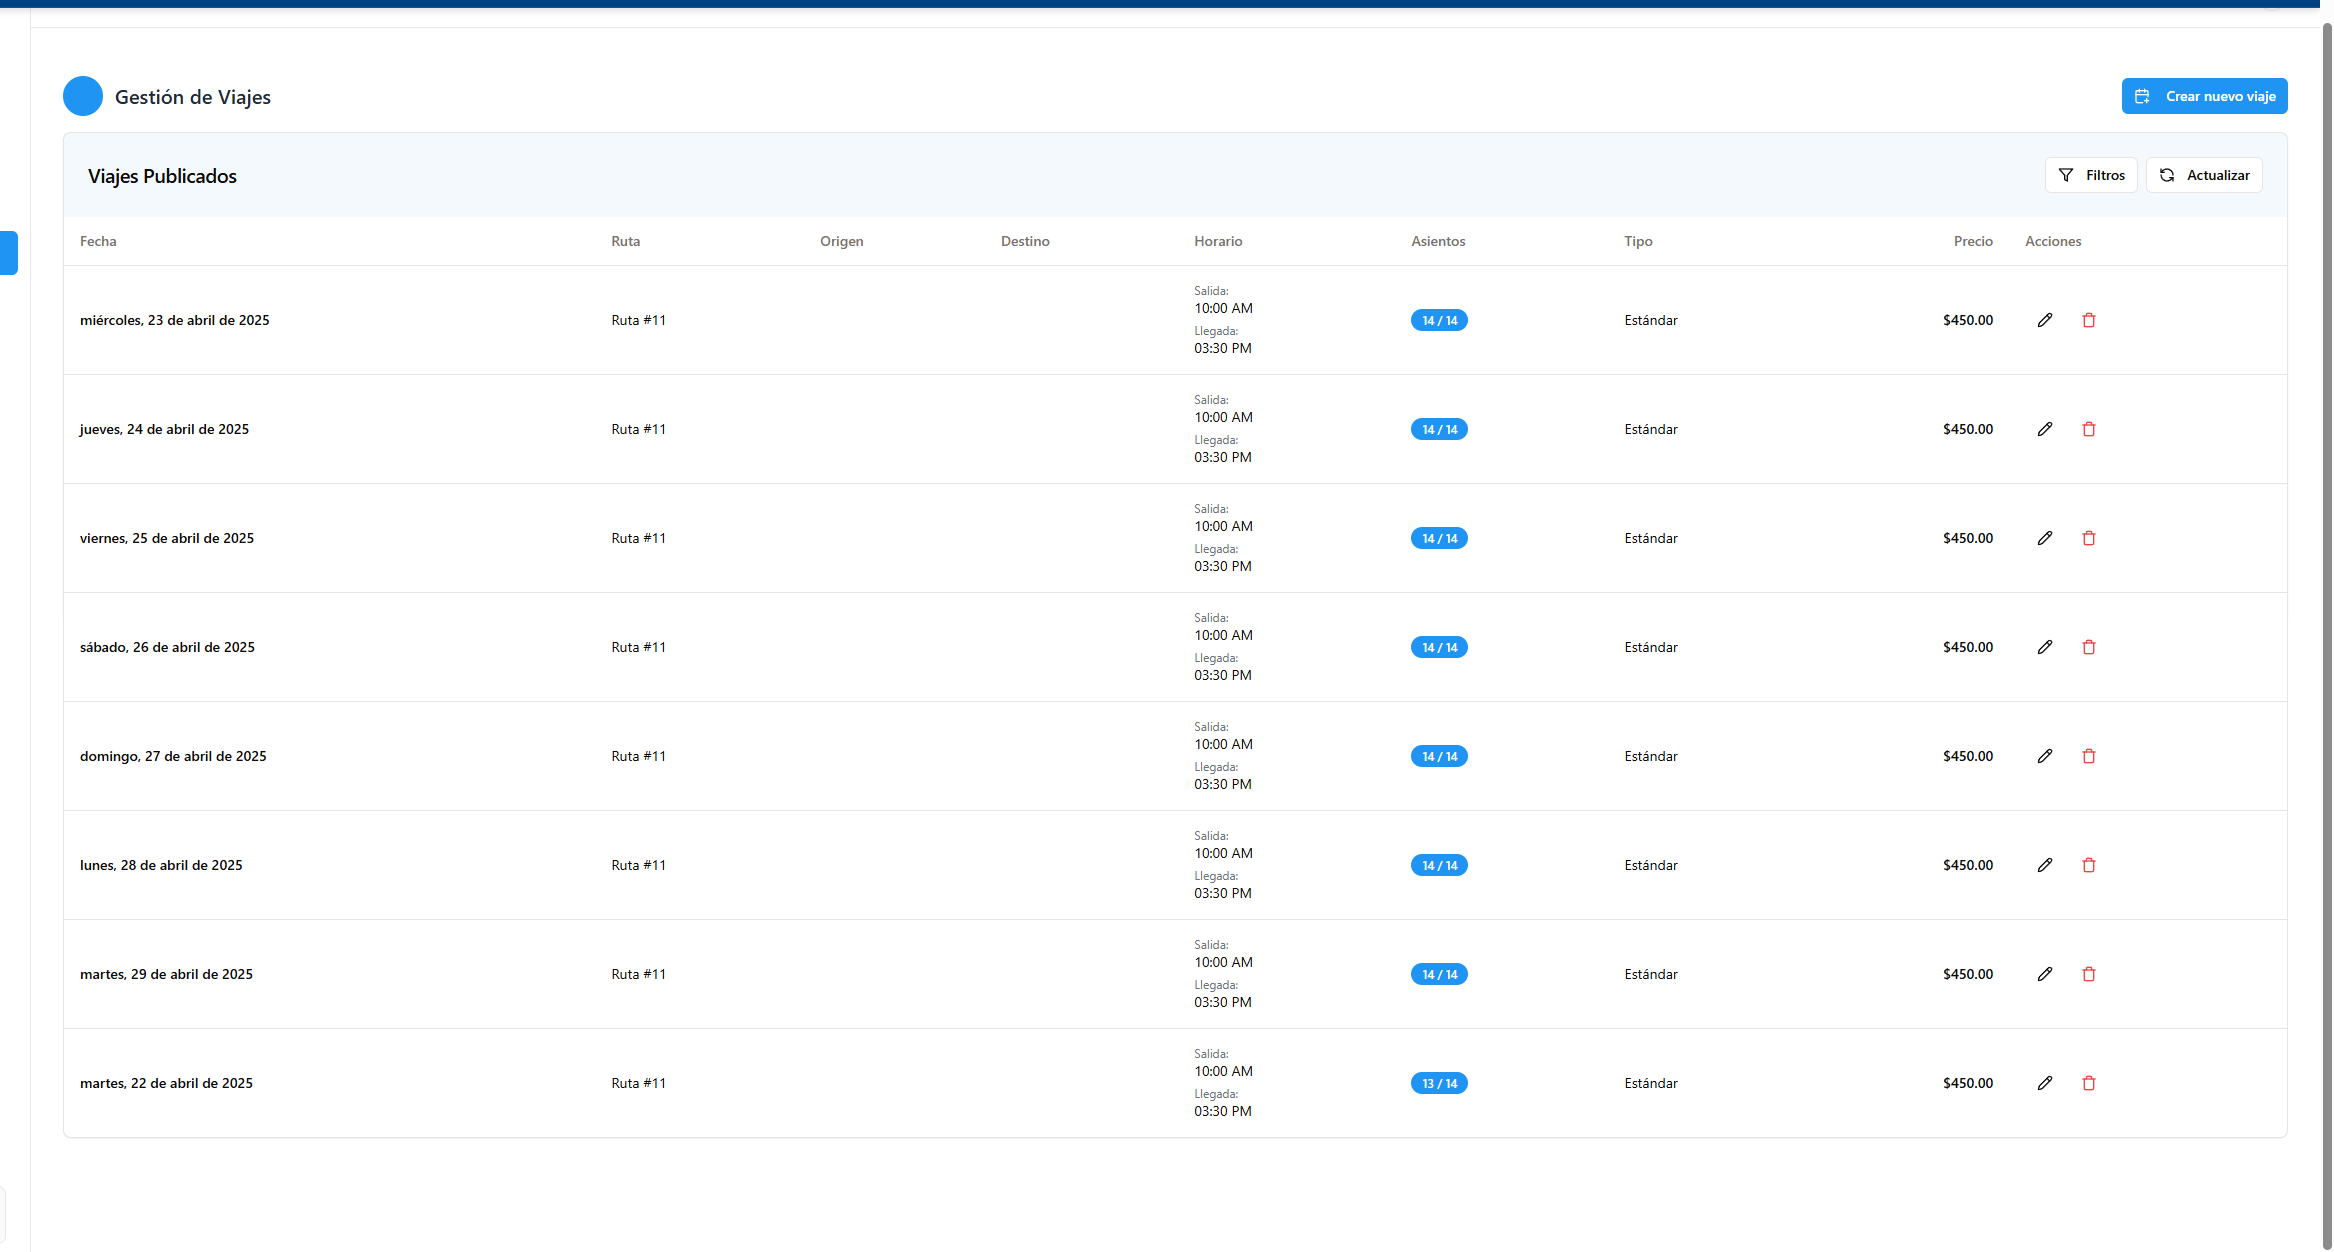 Gestión de Viajes
Crear nuevo viaje
Viajes Publicados
Filtros
Actualizar
Fecha Ruta Origen Destino Horario Asientos Tipo Precio Acciones
miércoles, 23 de abril de 2025
Ruta #11
Salida:
10:00 AM
Llegada:
03:30 PM
14 / 14
Estándar
$450.00
jueves, 24 de abril de 2025
Ruta #11
Salida:
10:00 AM
Llegada:
03:30 PM
14 / 14
Estándar
$450.00
viernes, 25 de abril de 2025
Ruta #11
Salida:
10:00 AM
Llegada:
03:30 PM
14 / 14
Estándar
$450.00
sábado, 26 de abril de 2025
Ruta #11
Salida:
10:00 AM
Llegada:
03:30 PM
14 / 14
Estándar
$450.00
domingo, 27 de abril de 2025
Ruta #11
Salida:
10:00 AM
Llegada:
03:30 PM
14 / 14
Estándar
$450.00
lunes, 28 de abril de 2025
Ruta #11
Salida:
10:00 AM
Llegada:
03:30 PM
14 / 14
Estándar
$450.00
martes, 29 de abril de 2025
Ruta #11
Salida:
10:00 AM
Llegada:
03:30 PM
14 / 14
Estándar
$450.00
martes, 22 de abril de 2025
Ruta #11
Salida:
10:00 AM
Llegada:
03:30 PM
13 / 14
Estándar
$450.00